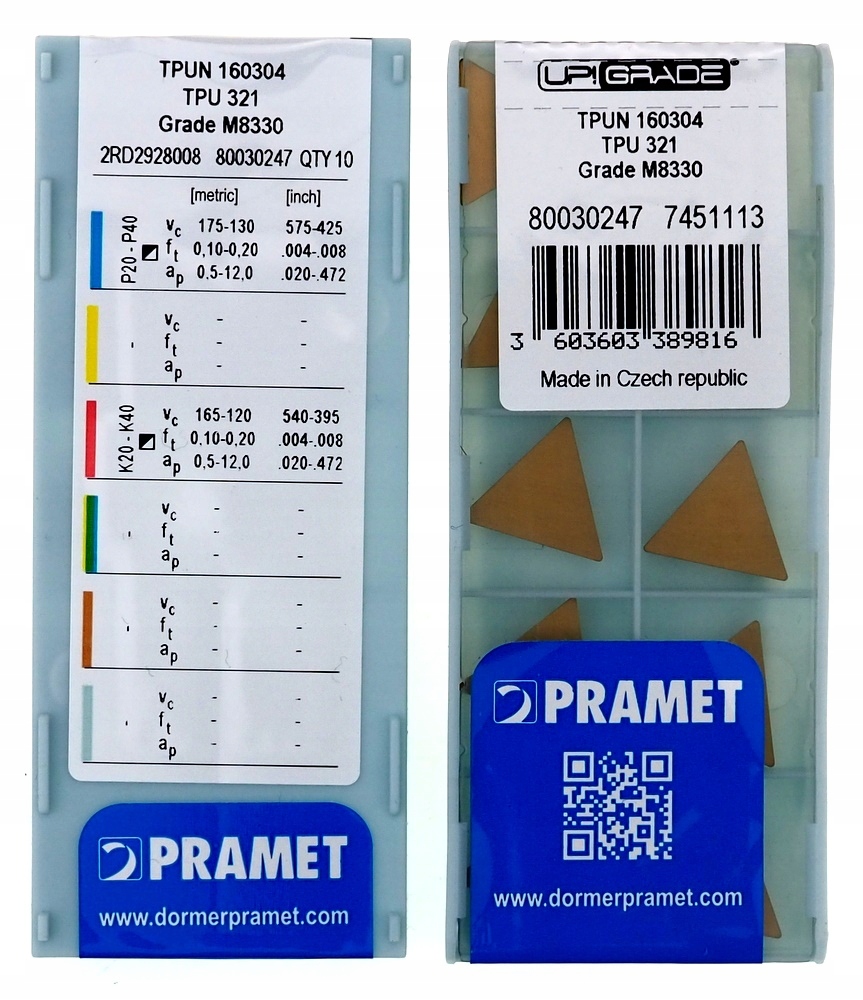 TPUN 160304
TPU 321
Grade M8330
2RD2928008 80030247 QTY 10
[metric] [inch]
P20 - P40
vc 175-130 575-425
ft 0,10-0,20 .004-.008
ap 0.5-12,0 .020-.472
vc - -
ft - -
ap - -
K20 - K40
vc 165-120 540-395
ft 0,10-0,20 .004-.008
ap 0,5-12,0 .020-.472
vc - -
ft - -
ap - -
vc - -
ft - -
ap - -
vc - -
ft - -
ap - -
PRAMET
www.dormerpramet.com
UP!GRADE
TPUN 160304
TPU 321
Grade M8330
80030247 7451113
3 603603 389816
Made in Czech republic
PRAMET
www.dormerpramet.com